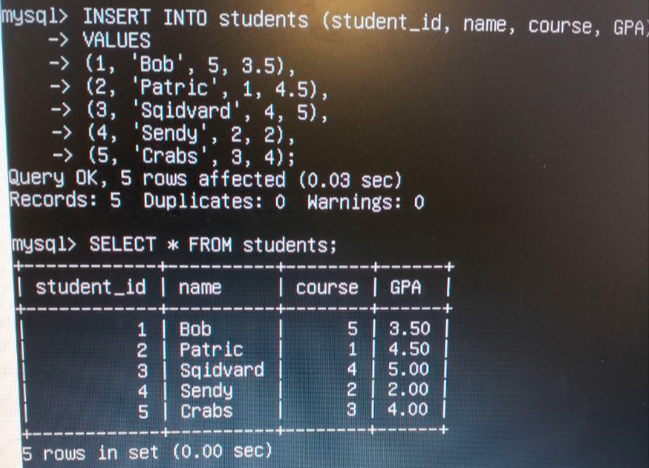 mysql> INSERT INTO students (student_id, name, course, GPA)
-> VALUES
-> (1, 'Bob', 5, 3.5),
-> (2, 'Patric', 1, 4.5),
-> (3, 'Sqidvard', 4, 5),
-> (4, 'Sendy', 2, 2),
-> (5, 'Crabs', 3, 4);
Query OK, 5 rows affected (0.03 sec)
Records: 5  Duplicates: 0  Warnings: 0
mysql> SELECT * FROM students;
+------------+----------+--------+------+
| student_id | name     | course | GPA  |
+------------+----------+--------+------+
|          1 | Bob      |      5 | 3.50 |
|          2 | Patric   |      1 | 4.50 |
|          3 | Sqidvard |      4 | 5.00 |
|          4 | Sendy    |      2 | 2.00 |
|          5 | Crabs    |      3 | 4.00 |
+------------+----------+--------+------+
5 rows in set (0.00 sec)